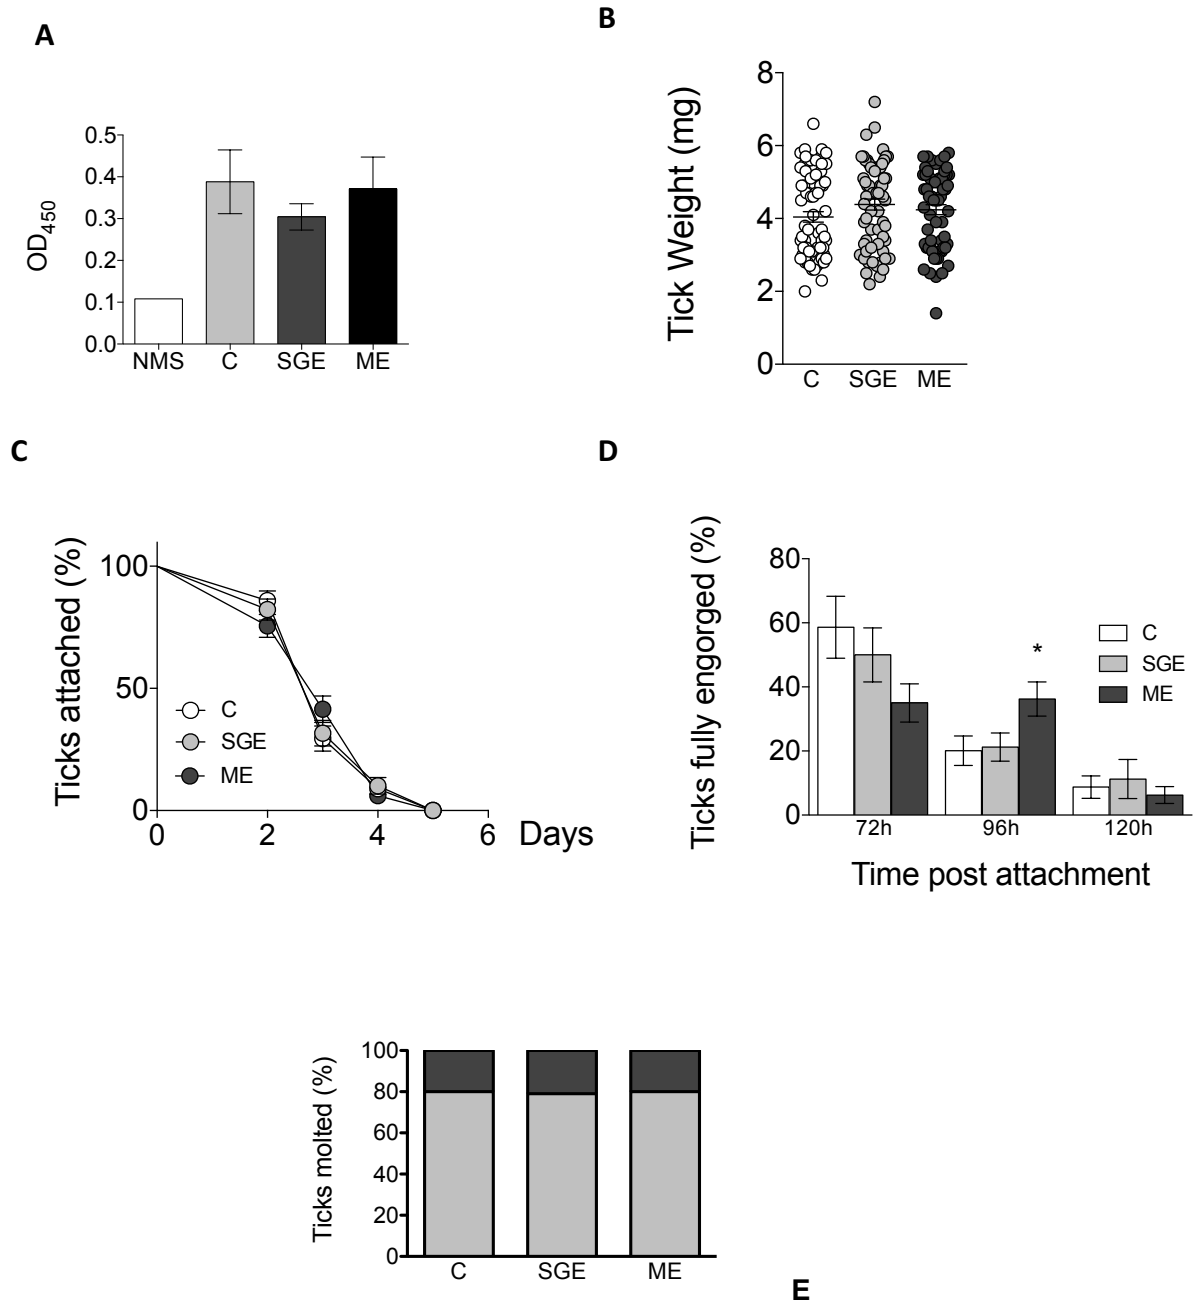 A
OD450
0.5
0.4
0.3
0.2
0.1
0.0
NMS C SGE ME
B
Tick Weight (mg)
8
6
4
2
0
C SGE ME
C
Ticks attached (%)
100
50
0
C
SGE
ME
0 2 4 6 Days
D
Ticks fully engorged (%)
80
60
40
20
0
*
C
SGE
ME
72h 96h 120h
Time post attachment
Ticks molted (%)
100
80
60
40
20
0
C SGE ME
E